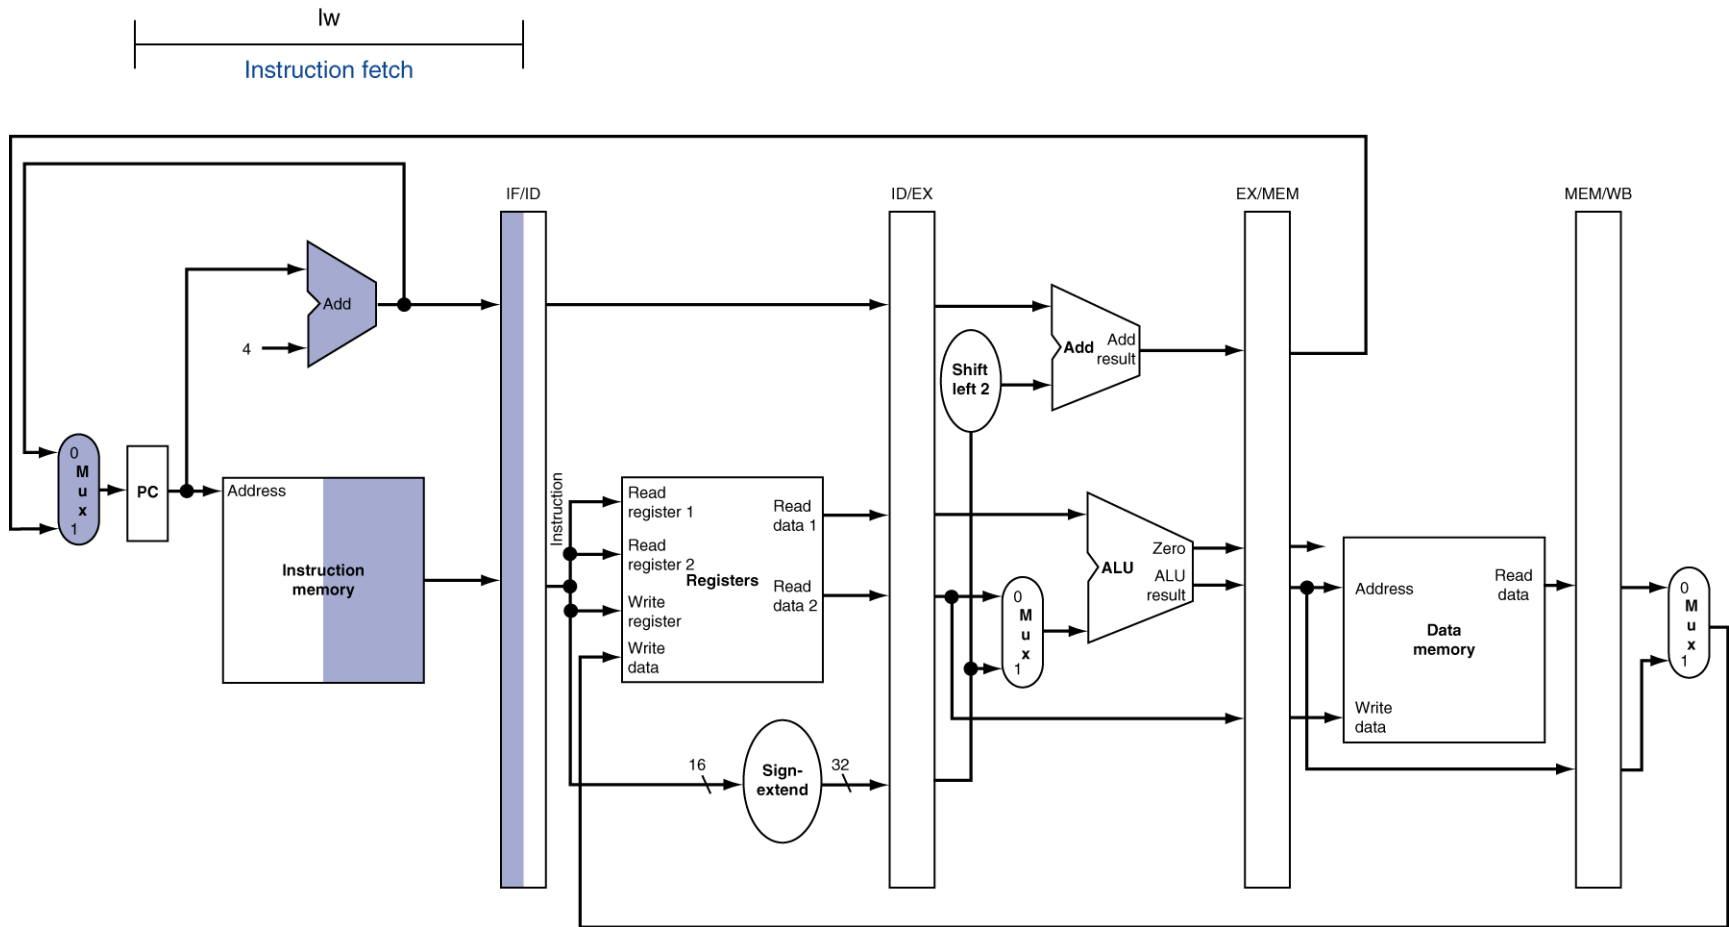 lw
Instruction fetch
IF/ID
ID/EX
EX/MEM
MEM/WB
Add
4
0
M
u
x
1
PC
Address
Instruction
memory
Instruction
Read
register 1
Read
register 2
Write
register
Write
data
Registers
Read
data 1
Read
data 2
16
Sign-
extend
32
Shift
left 2
Add
Add
result
0
M
u
x
1
ALU
Zero
ALU
result
Address
Read
data
Data
memory
Write
data
0
M
u
x
1